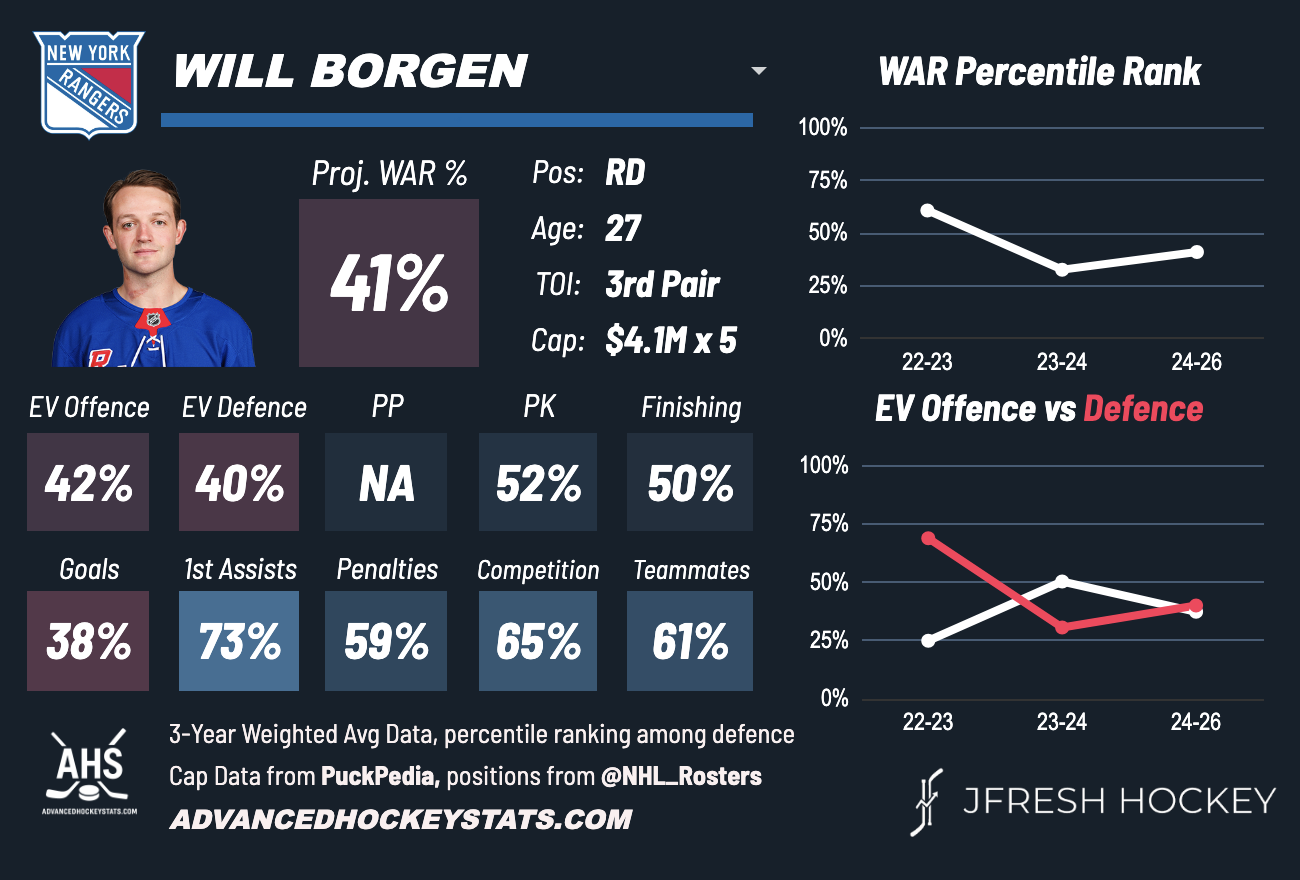 NEW YORK
RANGERS
WILL BORGEN
Proj. WAR %
41%
Pos: RD
Age: 27
TOI: 3rd Pair
Cap: $4.1M x 5
EV Offence EV Defence PP PK Finishing
42% 40% NA 52% 50%
Goals 1st Assists Penalties Competition Teammates
38% 73% 59% 65% 61%
3-Year Weighted Avg Data, percentile ranking among defence
Cap Data from PuckPedia, positions from @NHL_Rosters
ADVANCEDHOCKEYSTATS.COM
AHS
ADVANCEDHOCKEYSTATS.COM
WAR Percentile Rank
100%
75%
50%
25%
0%
22-23 23-24 24-26
EV Offence vs Defence
100%
75%
50%
25%
0%
22-23 23-24 24-26
JFRESH HOCKEY